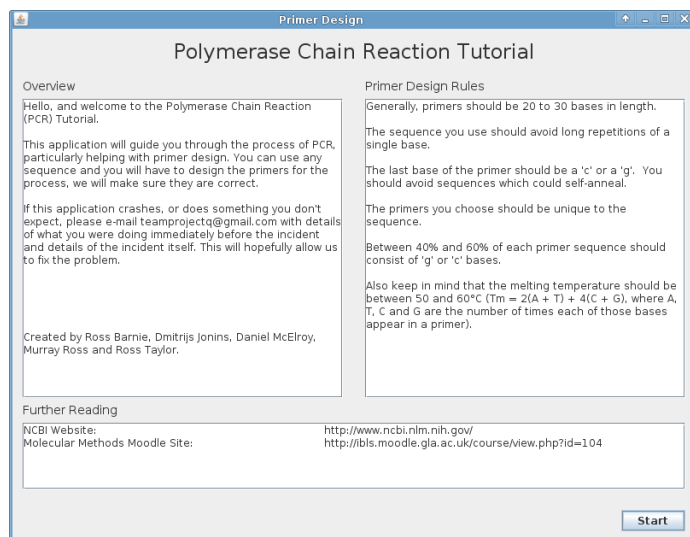 Primer Design
Polymerase Chain Reaction Tutorial
Overview
Hello, and welcome to the Polymerase Chain Reaction
(PCR) Tutorial.
This application will guide you through the process of PCR,
particularly helping with primer design. You can use any
sequence and you will have to design the primers for the
process, we will make sure they are correct.
If this application crashes, or does something you don't
expect, please e-mail teamprojectq@gmail.com with details
of what you were doing immediately before the incident
and details of the incident itself. This will hopefully allow us
to fix the problem.
Created by Ross Barnie, Dmitrijs Jonins, Daniel McElroy,
Murray Ross and Ross Taylor.
Primer Design Rules
Generally, primers should be 20 to 30 bases in length.
The sequence you use should avoid long repetitions of a
single base.
The last base of the primer should be a 'c' or a 'g'.  You
should avoid sequences which could self-anneal.
The primers you choose should be unique to the
sequence.
Between 40% and 60% of each primer sequence should
consist of 'g' or 'c' bases.
Also keep in mind that the melting temperature should be
between 50 and 60°C (Tm = 2(A + T) + 4(C + G), where A,
T, C and G are the number of times each of those bases
appear in a primer).
Further Reading
NCBI Website: http://www.ncbi.nlm.nih.gov/
Molecular Methods Moodle Site: http://ibls.moodle.gla.ac.uk/course/view.php?id=104
Start